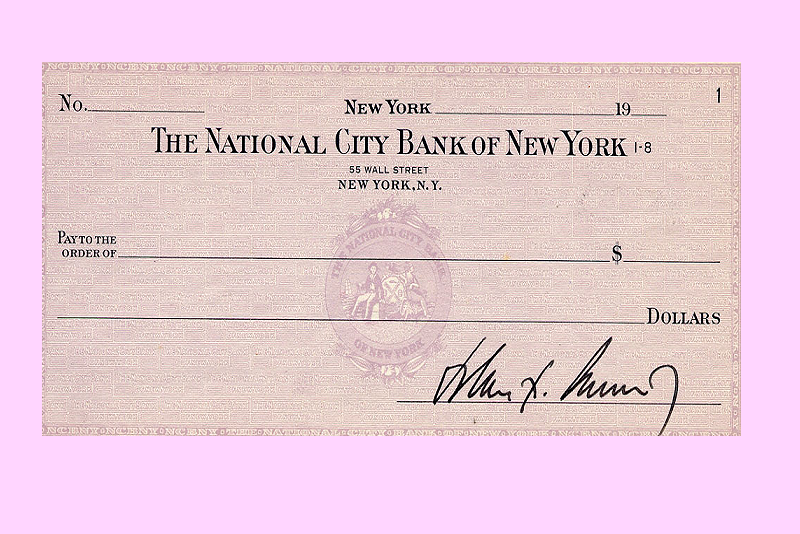 No. NEW YORK 19 1
THE NATIONAL CITY BANK OF NEW YORK 1-8
55 WALL STREET
NEW YORK, N.Y.
PAY TO THE
ORDER OF $
THE NATIONAL CITY BANK
OF NEW YORK
DOLLARS